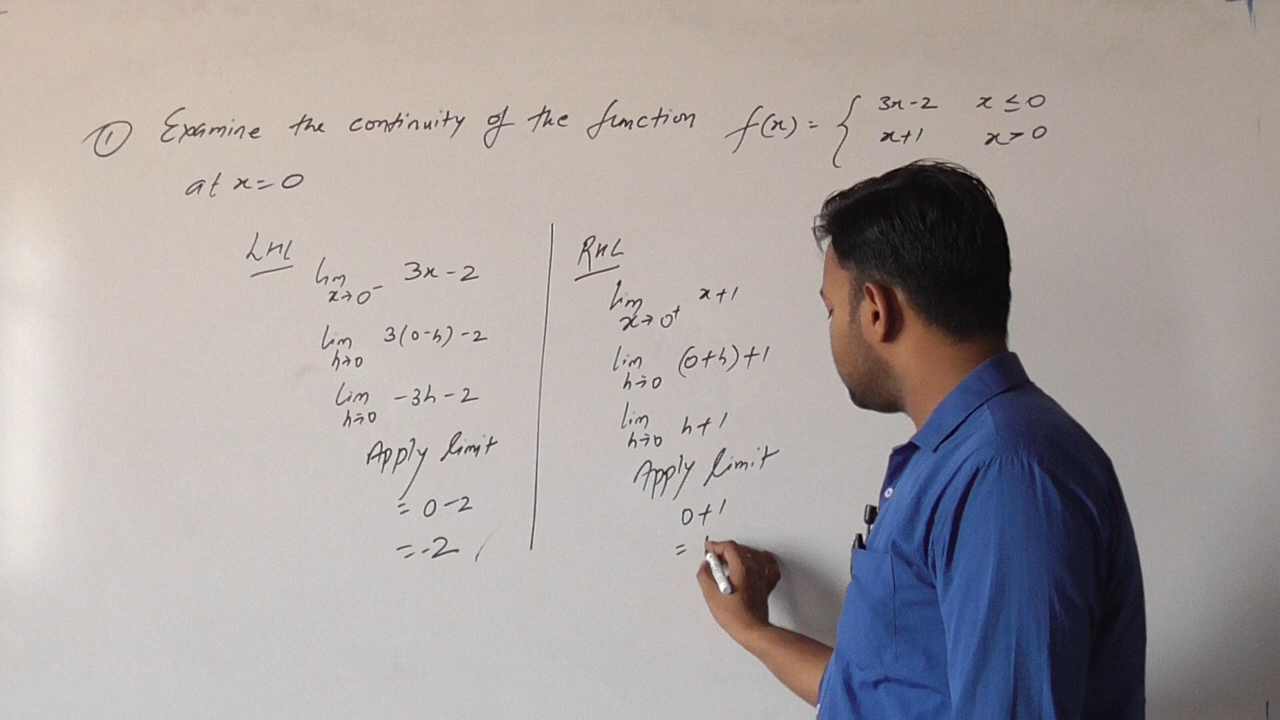 ① Examine the continuity of the function f(x) = { 3x-2 x ≤ 0
x+1 x > 0
at x = 0
LHL
lim x→0⁻ 3x - 2
lim h→0 3(0-h) - 2
lim h→0 -3h - 2
Apply limit
= 0 - 2
= -2
RHL
lim x→0⁺ x+1
lim h→0 (0+h)+1
lim h→0 h+1
Apply limit
0+1
=